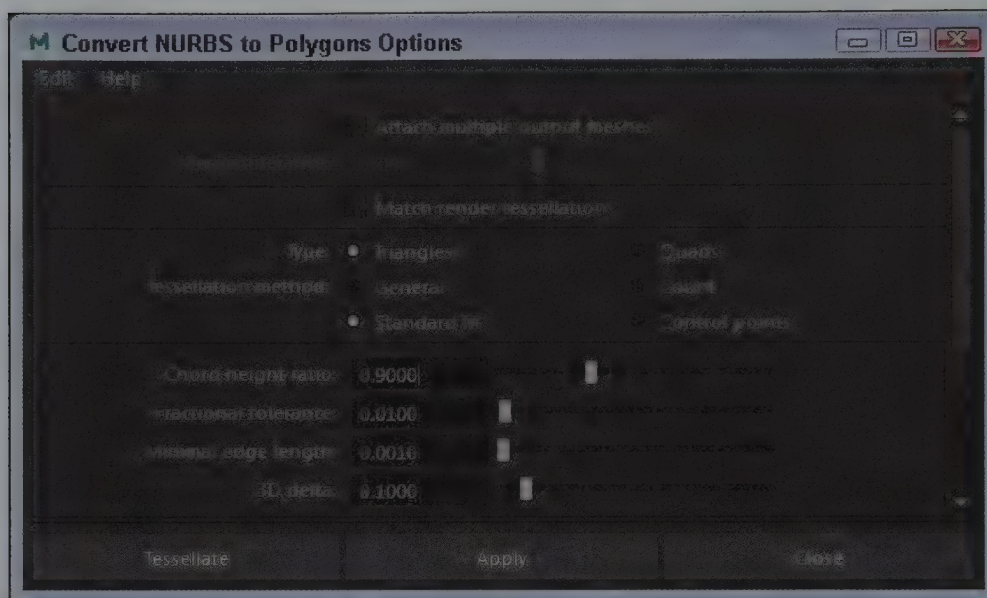 Convert NURBS to Polygons Options
Edit Help
Attach multiple output meshes
Match render tessellation
Type: Triangles Quads
Tessellation method: General Count
Standard fit Control points
Chord height ratio: 0.9000
Fractional tolerance: 0.0100
Minimal edge length: 0.0010
3D delta: 0.1000
Tessellate Apply Close